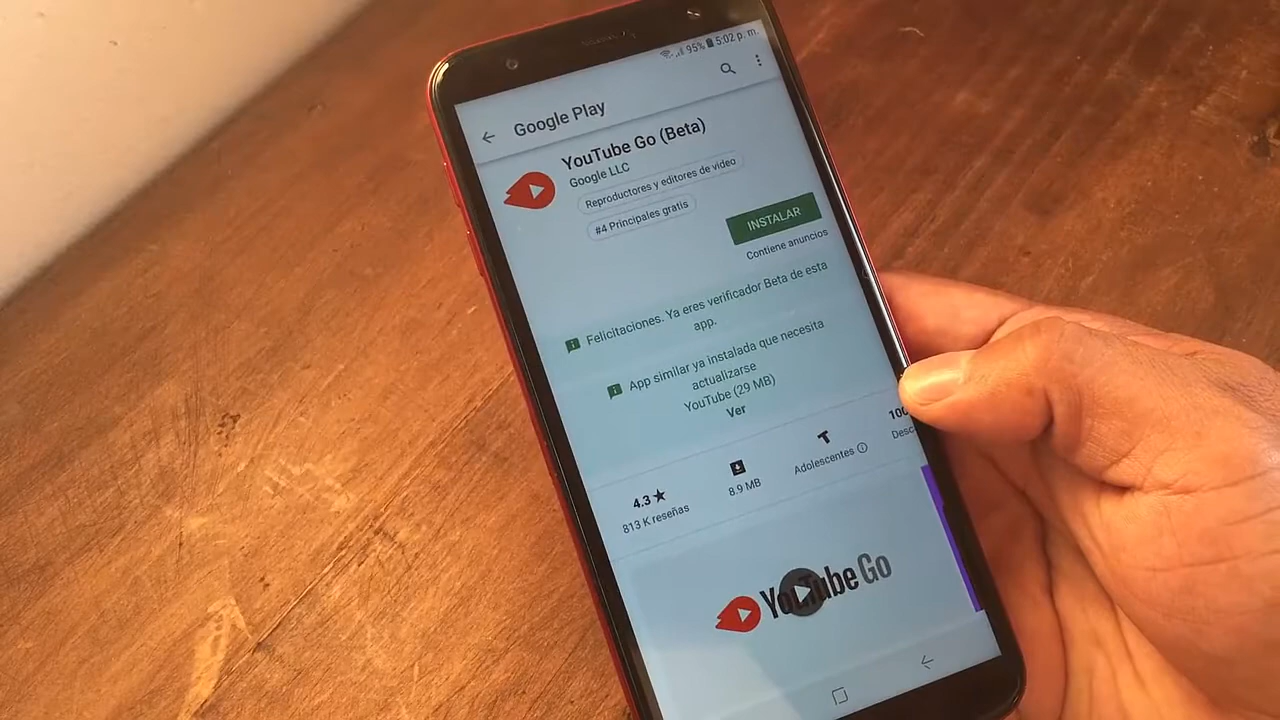 95% 5:02 p. m.
Google Play
YouTube Go (Beta)
Google LLC
Reproductores y editores de video
#4 Principales gratis
INSTALAR
Contiene anuncios
Felicitaciones. Ya eres verificador Beta de esta
app.
App similar ya instalada que necesita
actualizarse
YouTube (29 MB)
Ver
4.3★
813 K reseñas
8.9 MB
Adolescentes
100
Desc
YouTube Go